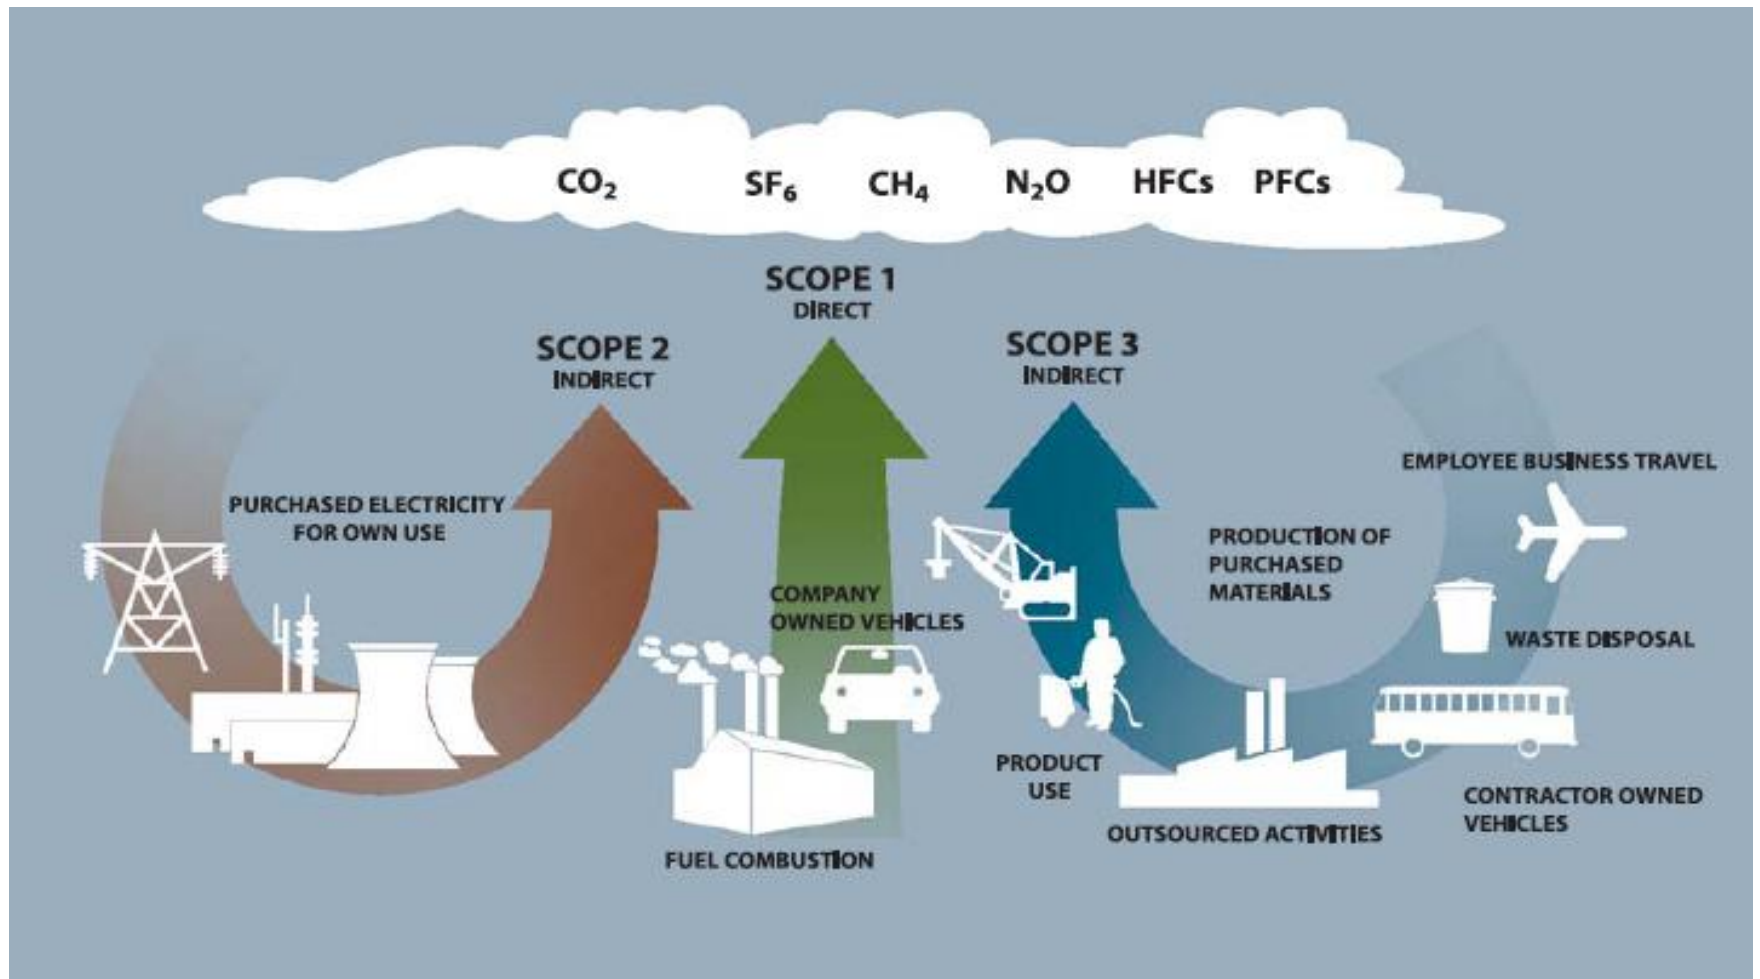 CO₂ SF₆ CH₄ N₂O HFCs PFCs
SCOPE 1
DIRECT
SCOPE 2
INDIRECT
SCOPE 3
INDIRECT
PURCHASED ELECTRICITY
FOR OWN USE
COMPANY
OWNED VEHICLES
FUEL COMBUSTION
PRODUCTION OF
PURCHASED
MATERIALS
EMPLOYEE BUSINESS TRAVEL
WASTE DISPOSAL
CONTRACTOR OWNED
VEHICLES
OUTSOURCED ACTIVITIES
PRODUCT
USE